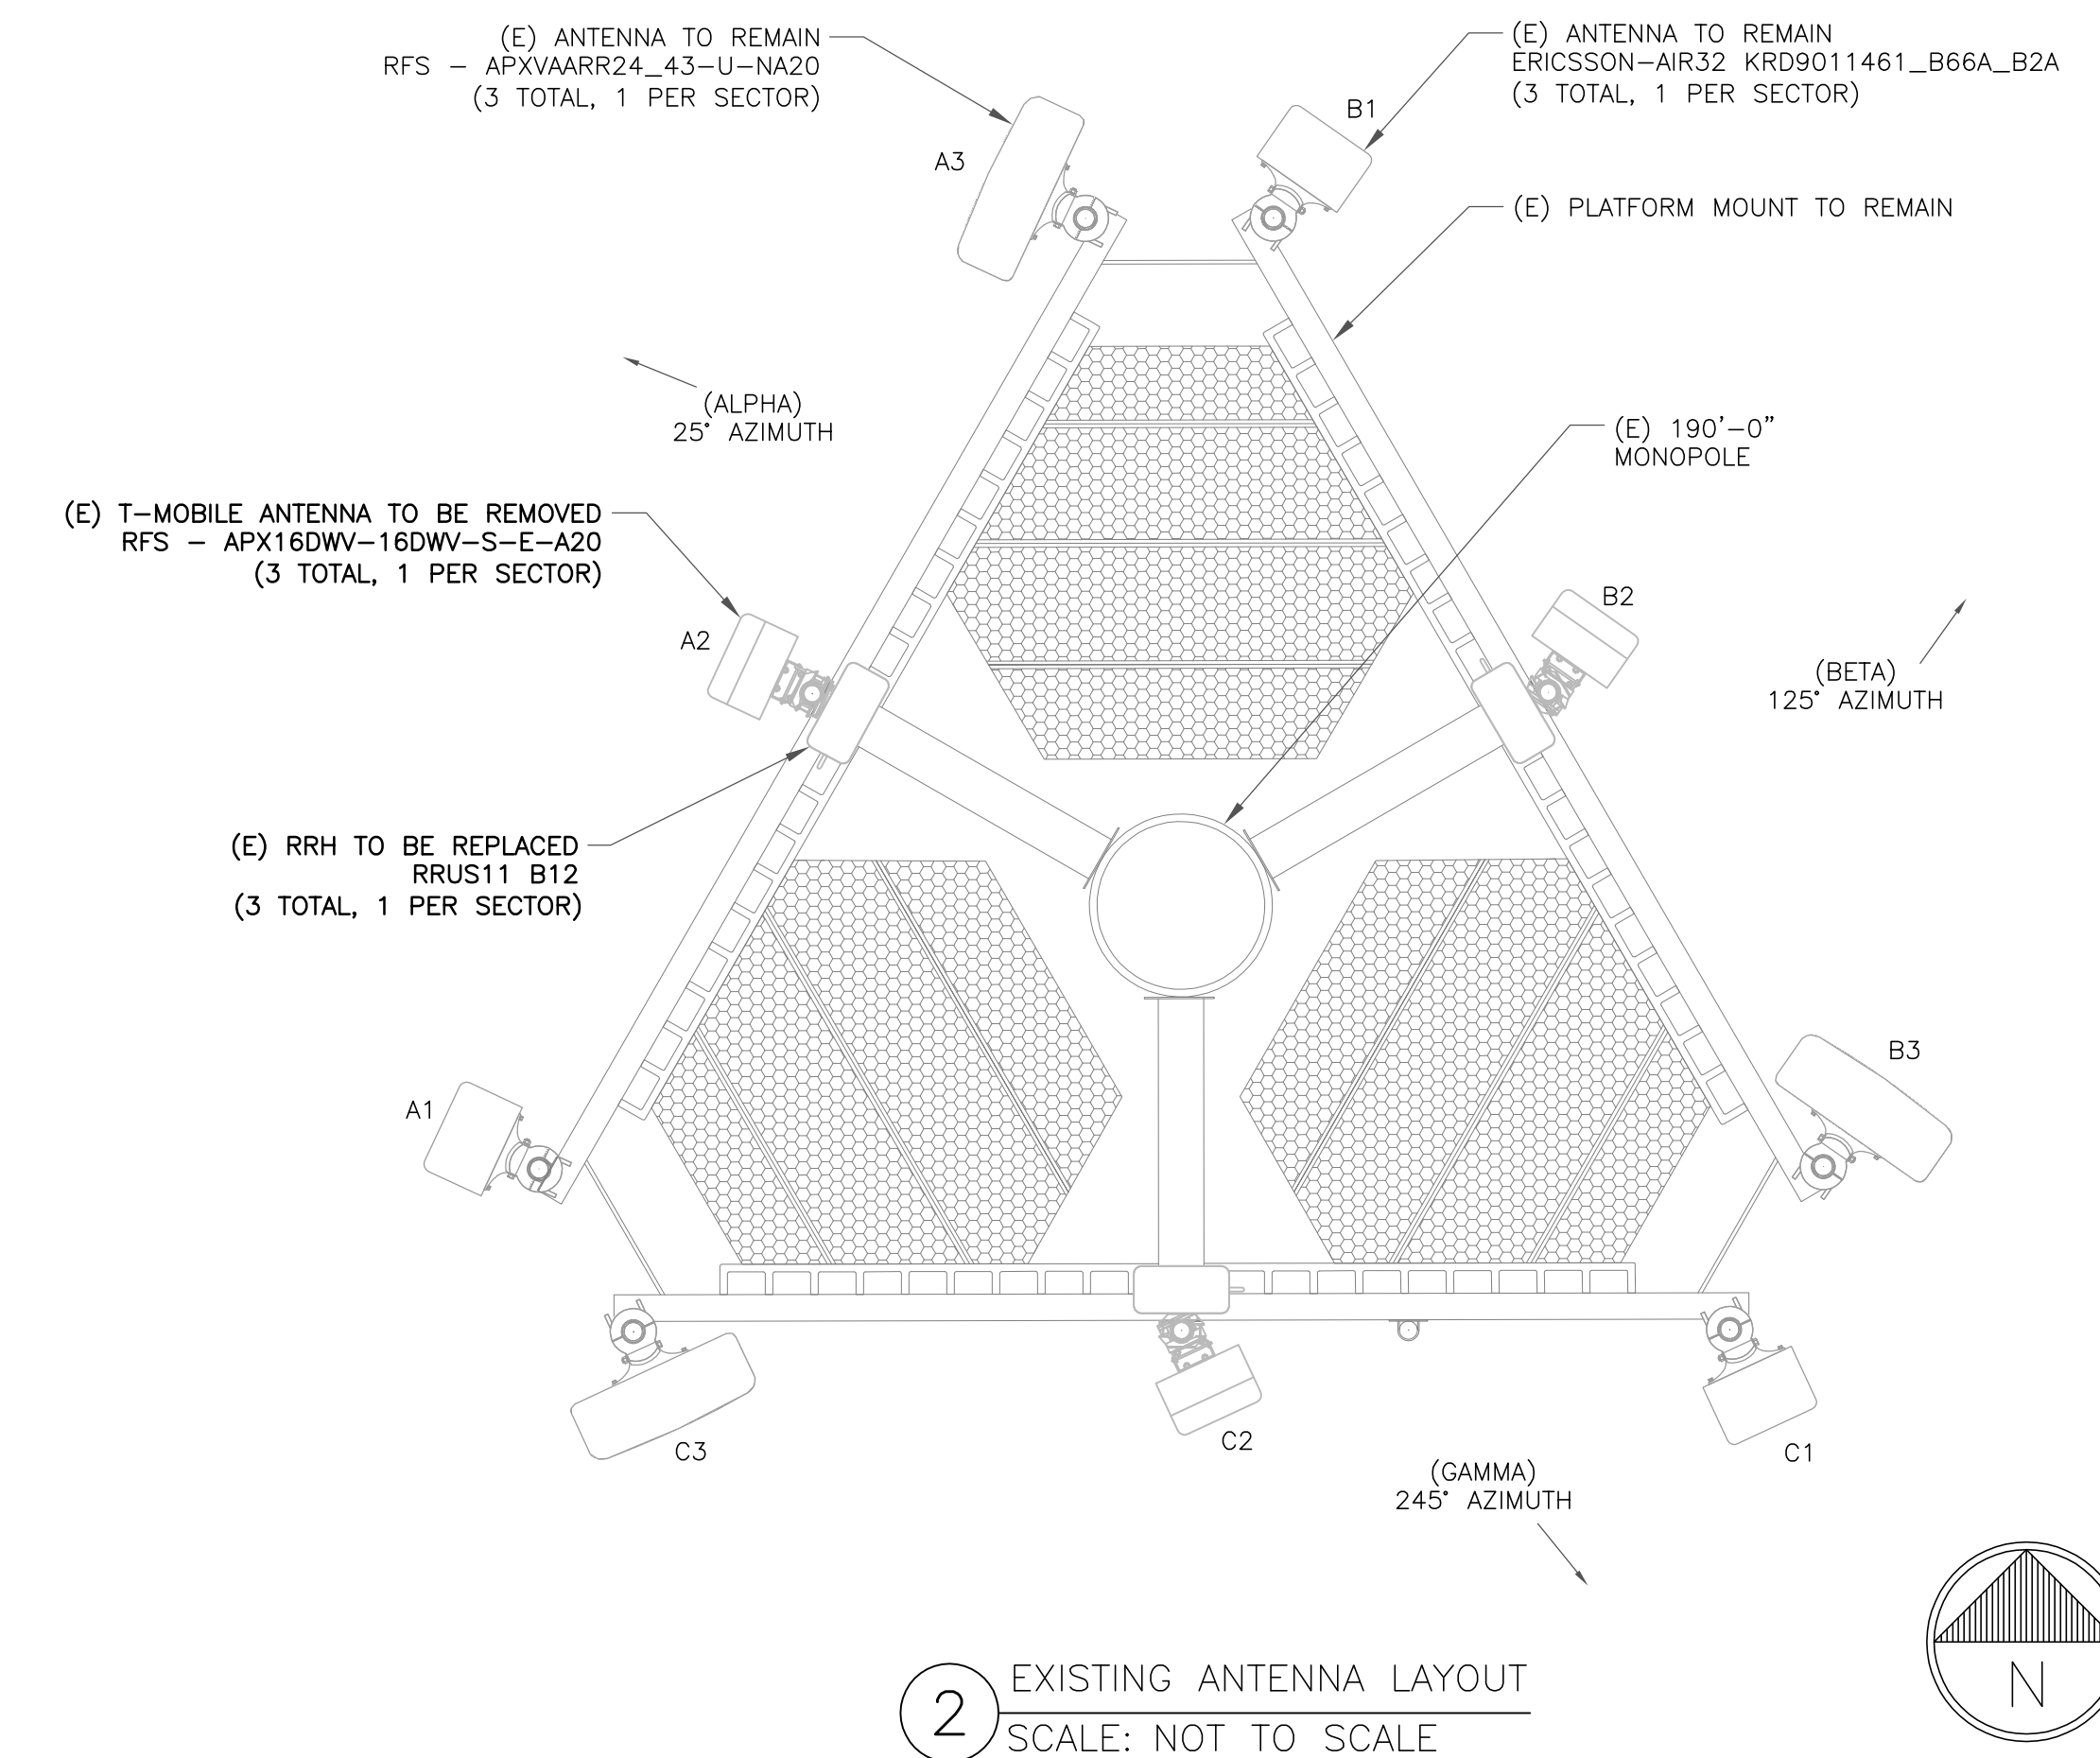 (E) ANTENNA TO REMAIN
RFS - APXVAARR24_43-U-NA20
(3 TOTAL, 1 PER SECTOR)
(E) ANTENNA TO REMAIN
ERICSSON-AIR32 KRD9011461_B66A_B2A
(3 TOTAL, 1 PER SECTOR)
B1
A3
(E) PLATFORM MOUNT TO REMAIN
(ALPHA)
25° AZIMUTH
(E) 190'-0"
MONOPOLE
(E) T-MOBILE ANTENNA TO BE REMOVED
RFS - APX16DWV-16DWV-S-E-A20
(3 TOTAL, 1 PER SECTOR)
A2
B2
(BETA)
125° AZIMUTH
(E) RRH TO BE REPLACED
RRUS11 B12
(3 TOTAL, 1 PER SECTOR)
A1
B3
C3
C2
C1
(GAMMA)
245° AZIMUTH
2
EXISTING ANTENNA LAYOUT
SCALE: NOT TO SCALE
N